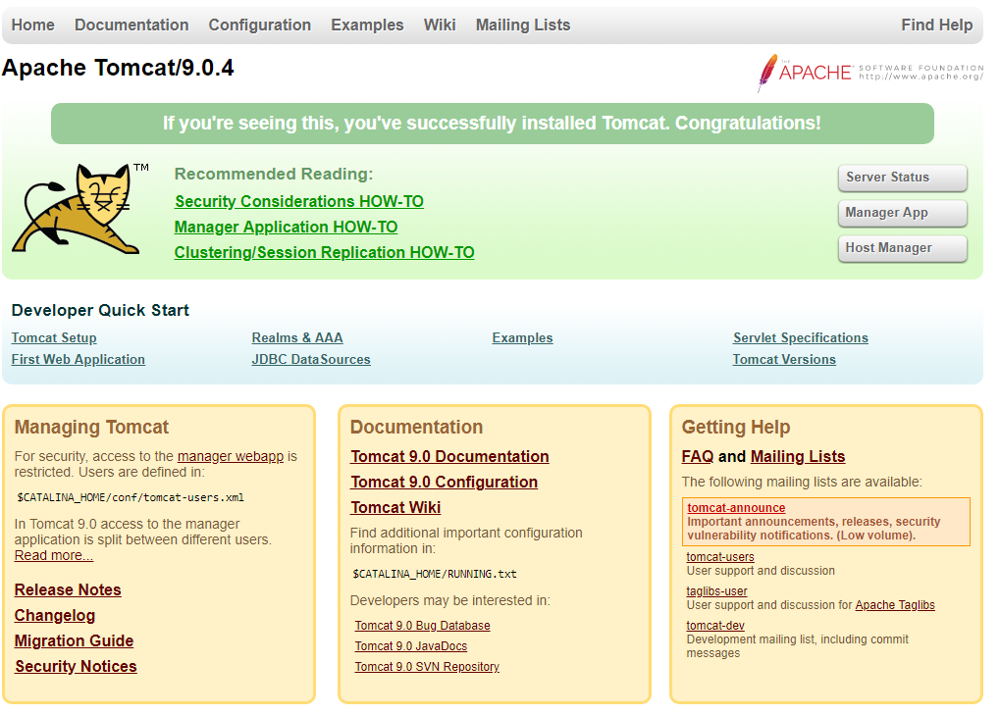 Home Documentation Configuration Examples Wiki Mailing Lists Find Help
Apache Tomcat/9.0.4
THE APACHE® SOFTWARE FOUNDATION
http://www.apache.org/
If you're seeing this, you've successfully installed Tomcat. Congratulations!
TM
Recommended Reading:
Security Considerations HOW-TO
Manager Application HOW-TO
Clustering/Session Replication HOW-TO
Server Status
Manager App
Host Manager
Developer Quick Start
Tomcat Setup
First Web Application
Realms & AAA
JDBC DataSources
Examples
Servlet Specifications
Tomcat Versions
Managing Tomcat
For security, access to the manager webapp is
restricted. Users are defined in:
$CATALINA_HOME/conf/tomcat-users.xml
In Tomcat 9.0 access to the manager
application is split between different users.
Read more...
Release Notes
Changelog
Migration Guide
Security Notices
Documentation
Tomcat 9.0 Documentation
Tomcat 9.0 Configuration
Tomcat Wiki
Find additional important configuration
information in:
$CATALINA_HOME/RUNNING.txt
Developers may be interested in:
Tomcat 9.0 Bug Database
Tomcat 9.0 JavaDocs
Tomcat 9.0 SVN Repository
Getting Help
FAQ and Mailing Lists
The following mailing lists are available:
tomcat-announce
Important announcements, releases, security
vulnerability notifications. (Low volume).
tomcat-users
User support and discussion
taglibs-user
User support and discussion for Apache Taglibs
tomcat-dev
Development mailing list, including commit
messages